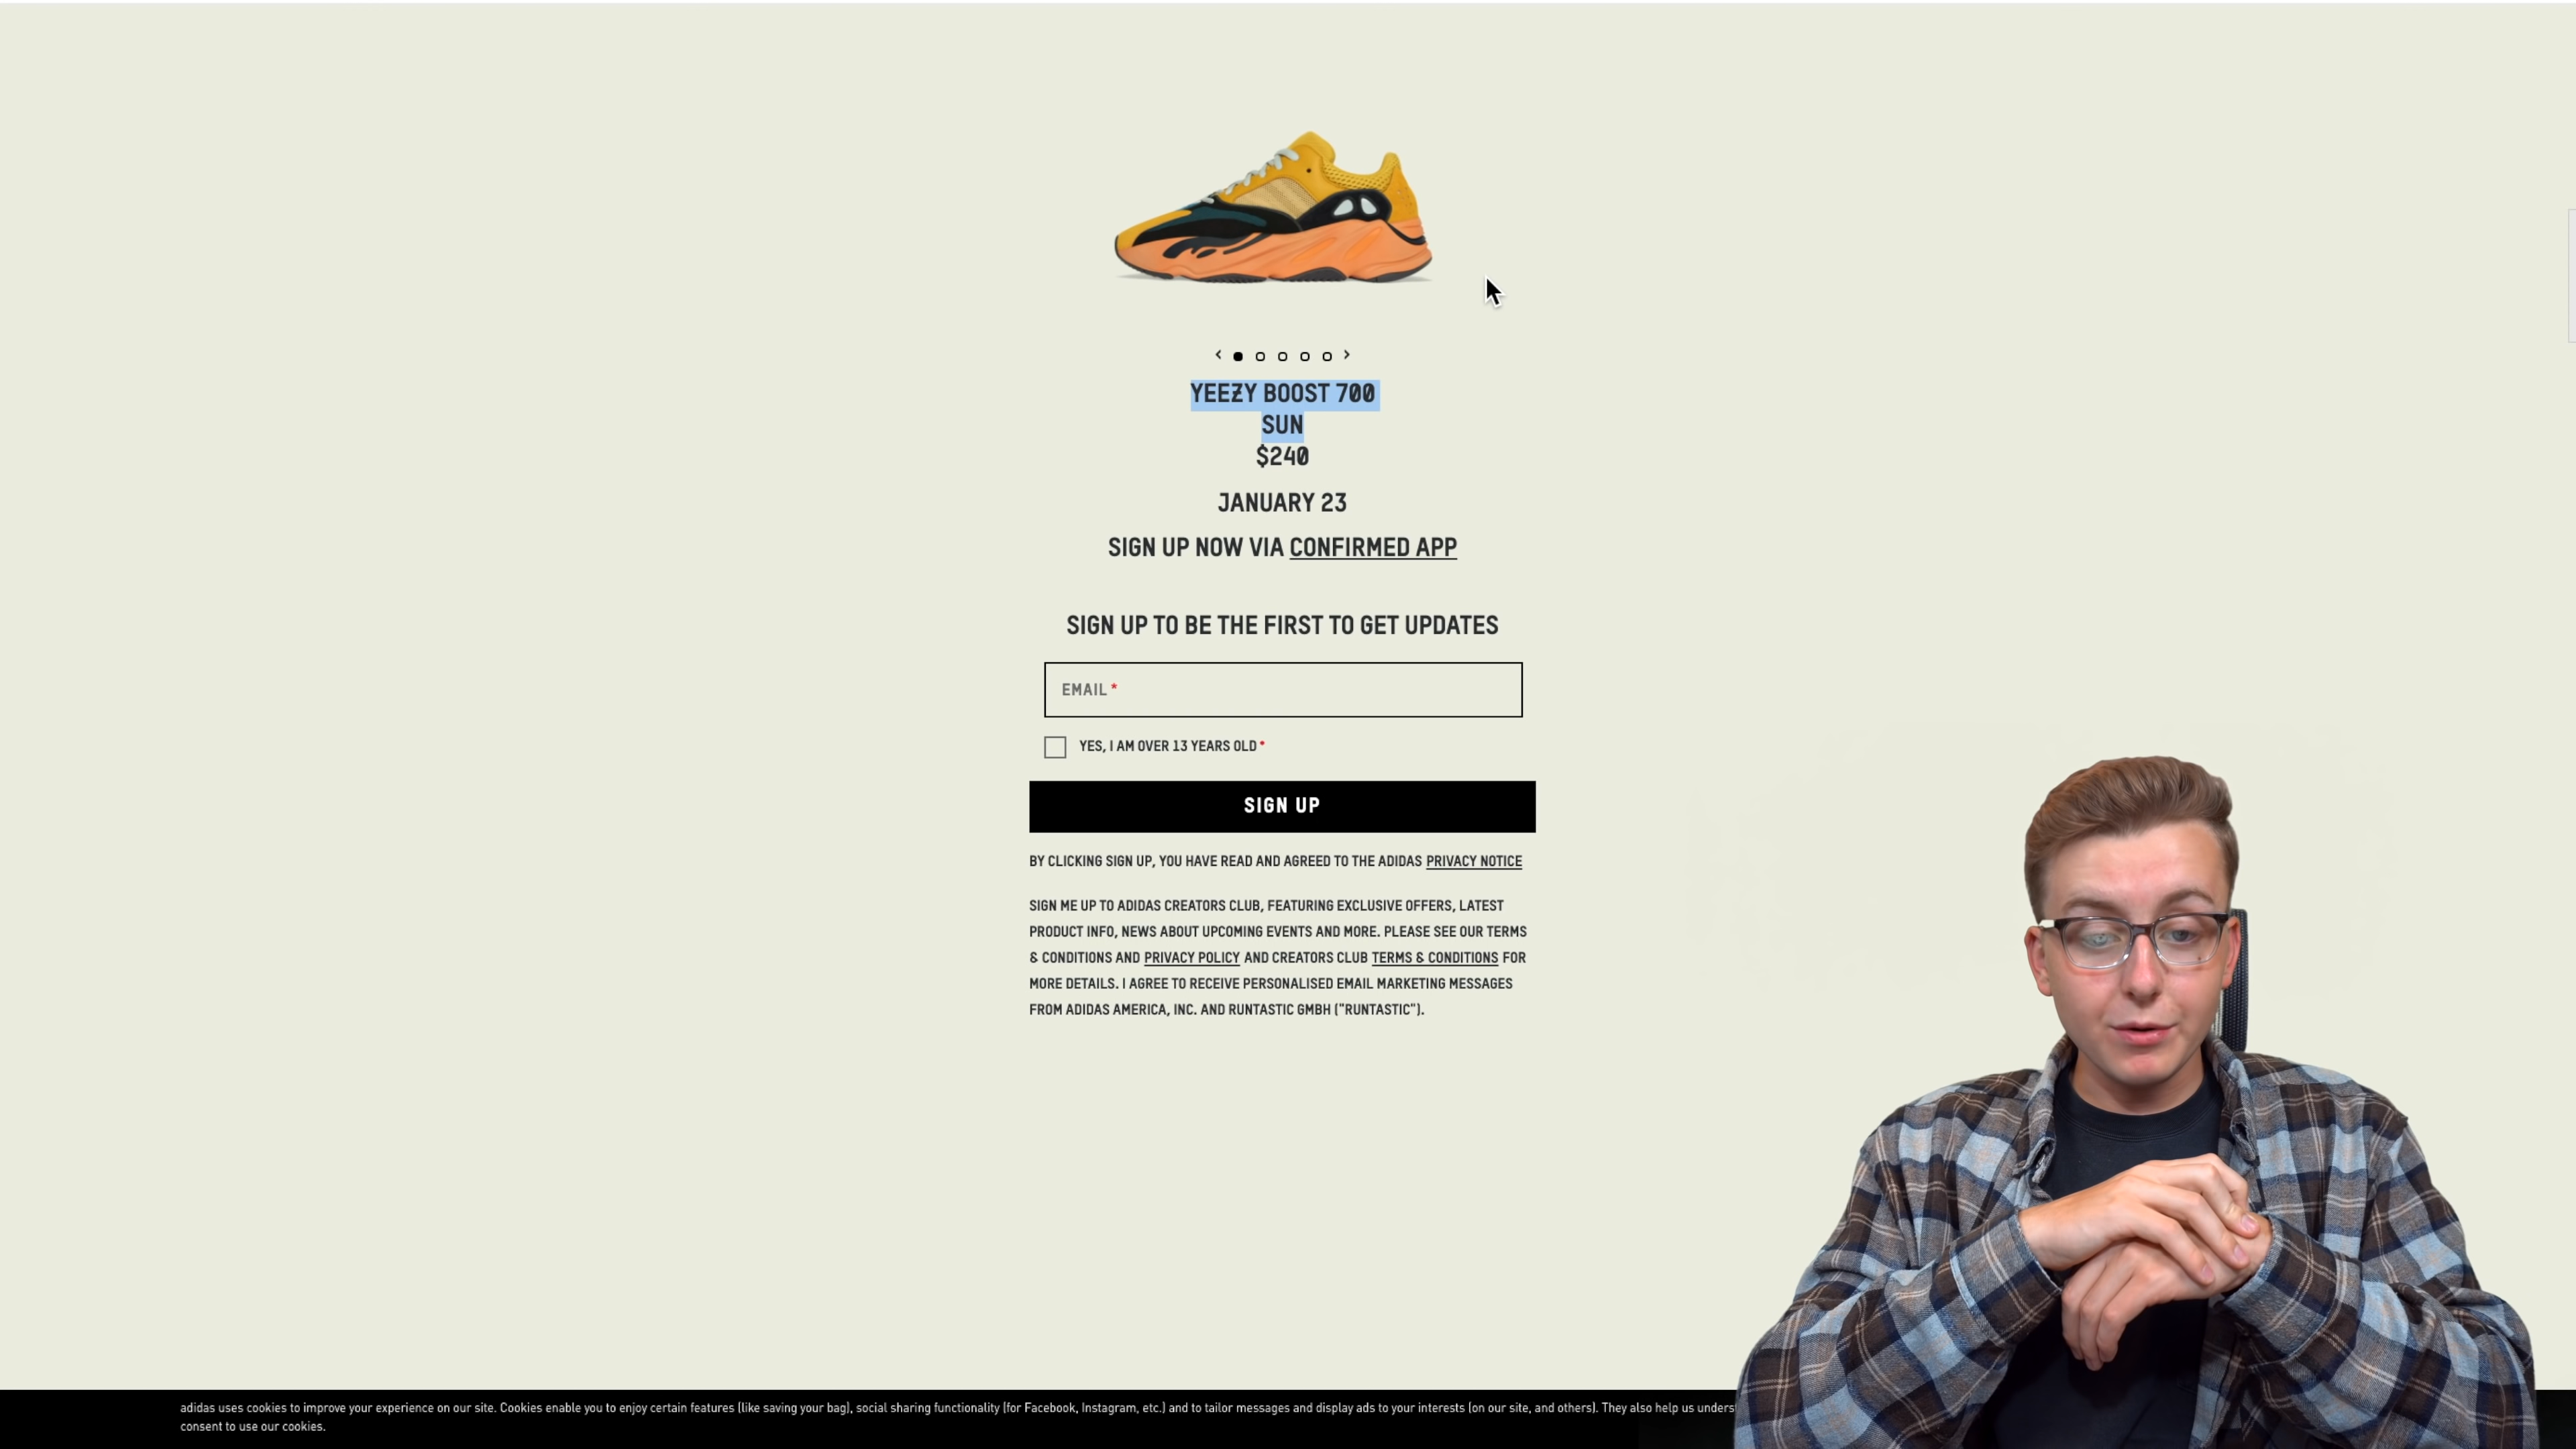 YEEZY BOOST 700
SUN
$240
JANUARY 23
SIGN UP NOW VIA CONFIRMED APP
SIGN UP TO BE THE FIRST TO GET UPDATES
EMAIL *
YES, I AM OVER 13 YEARS OLD *
SIGN UP
BY CLICKING SIGN UP, YOU HAVE READ AND AGREED TO THE ADIDAS PRIVACY NOTICE
SIGN ME UP TO ADIDAS CREATORS CLUB, FEATURING EXCLUSIVE OFFERS, LATEST
PRODUCT INFO, NEWS ABOUT UPCOMING EVENTS AND MORE. PLEASE SEE OUR TERMS
& CONDITIONS AND PRIVACY POLICY AND CREATORS CLUB TERMS & CONDITIONS FOR
MORE DETAILS. I AGREE TO RECEIVE PERSONALISED EMAIL MARKETING MESSAGES
FROM ADIDAS AMERICA, INC. AND RUNTASTIC GMBH ("RUNTASTIC").
adidas uses cookies to improve your experience on our site. Cookies enable you to enjoy certain features (like saving your bag), social sharing functionality (for Facebook, Instagram, etc.) and to tailor messages and display ads to your interests (on our site, and others). They also help us
consent to use our cookies.